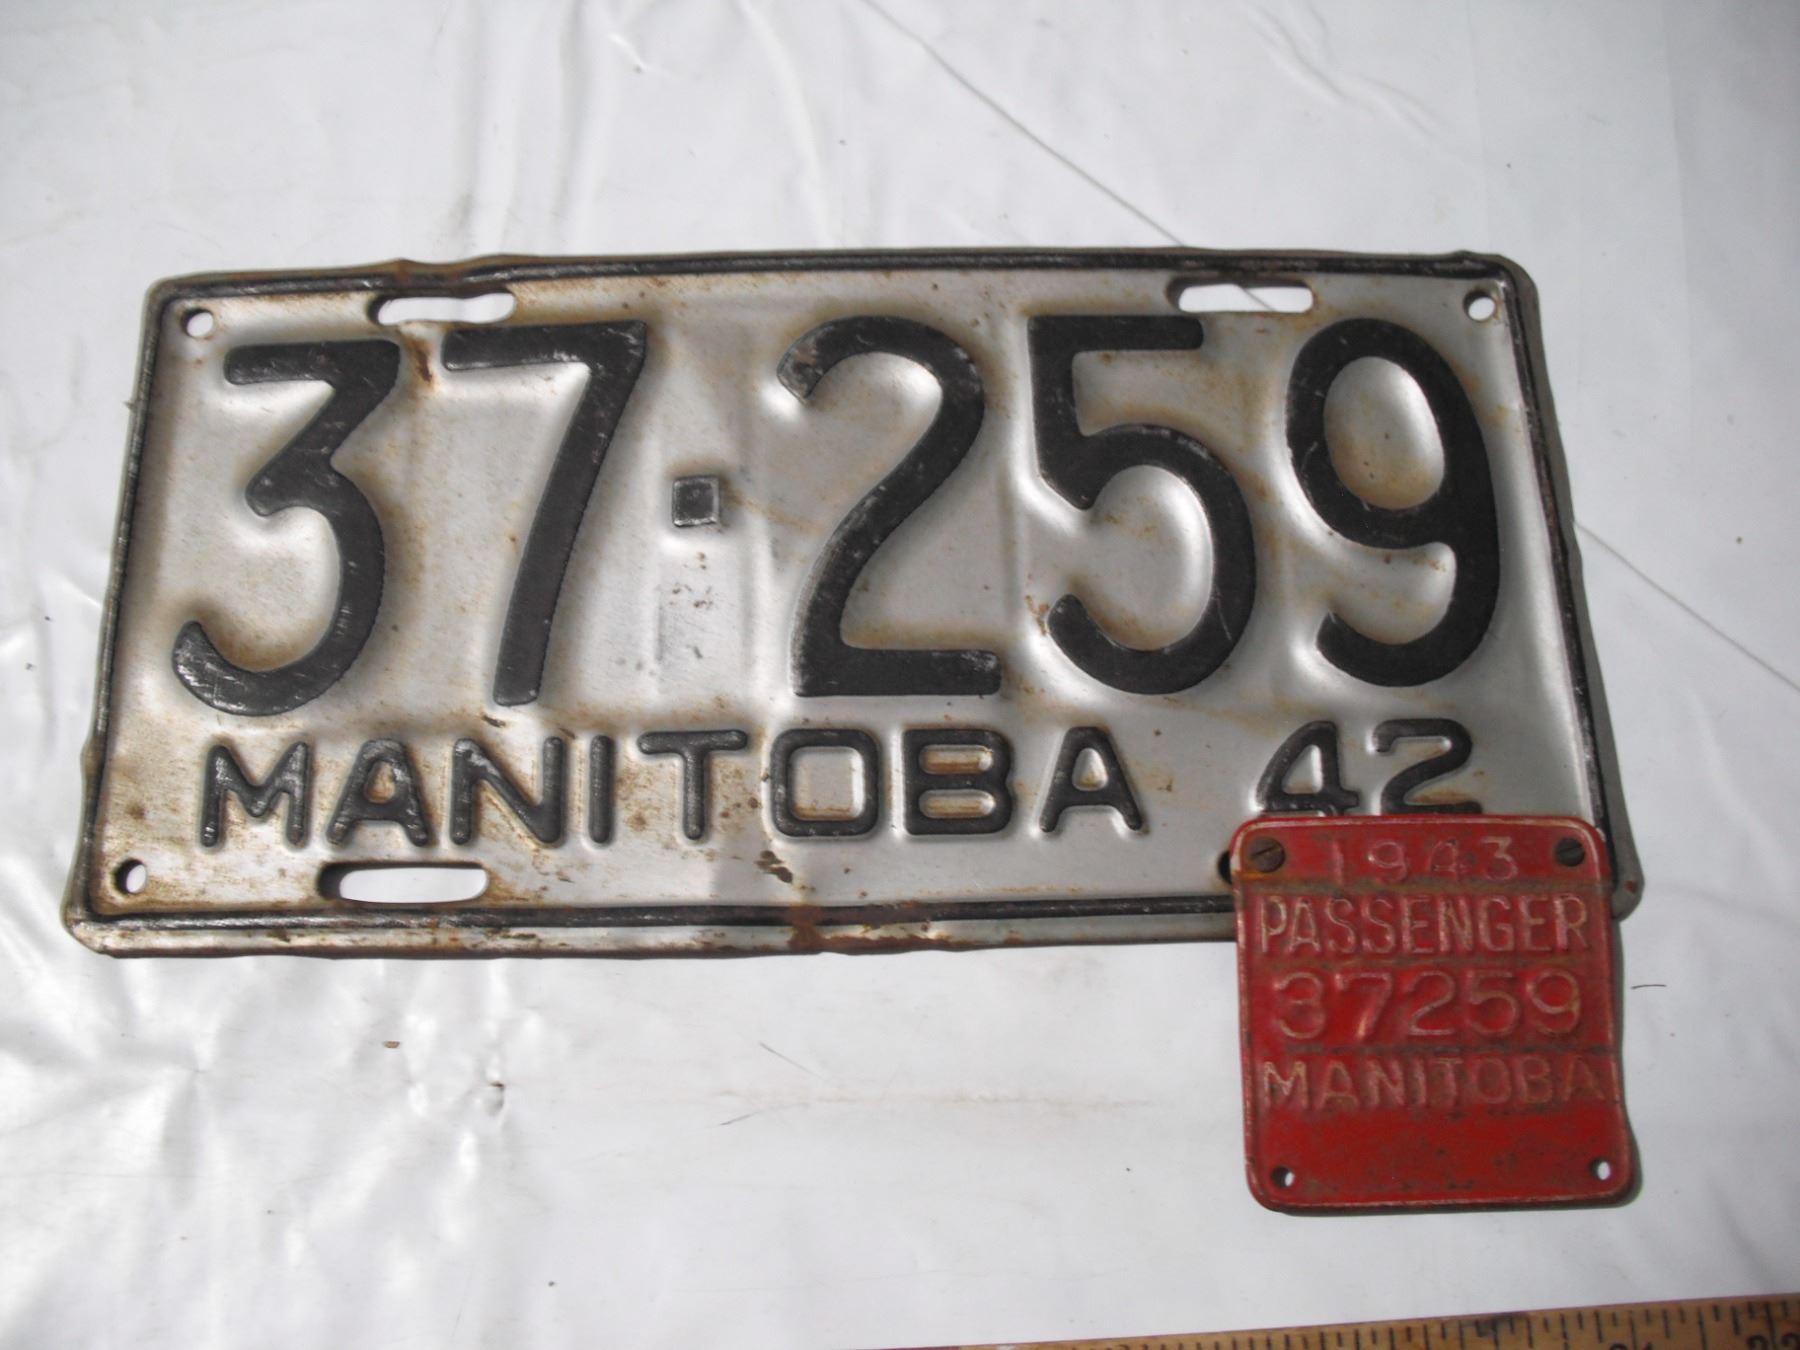 37·259
MANITOBA 42
1943
PASSENGER
37259
MANITOBA